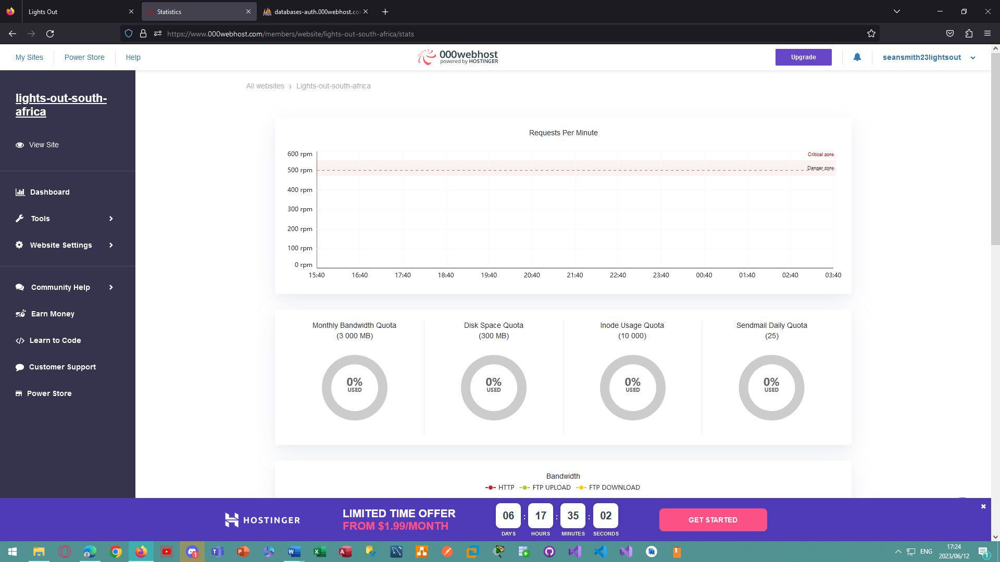 Lights Out
Statistics
databases-auth.000webhost.co
https://www.000webhost.com/members/website/lights-out-south-africa/stats
My Sites
Power Store
Help
000webhost
powered by HOSTINGER
Upgrade
seansmith23lightsout
lights-out-south-
africa
View Site
Dashboard
Tools
Website Settings
Community Help
Earn Money
Learn to Code
Customer Support
Power Store
All websites > Lights-out-south-africa
Requests Per Minute
600 rpm
500 rpm
400 rpm
300 rpm
200 rpm
100 rpm
0 rpm
Critical zone
Danger zone
15:40 16:40 17:40 18:40 19:40 20:40 21:40 22:40 23:40 00:40 01:40 02:40 03:40
Monthly Bandwidth Quota
(3 000 MB)
0%
USED
Disk Space Quota
(300 MB)
0%
USED
Inode Usage Quota
(10 000)
0%
USED
Sendmail Daily Quota
(25)
0%
USED
Bandwidth
HTTP FTP UPLOAD FTP DOWNLOAD
HOSTINGER
LIMITED TIME OFFER
FROM $1.99/MONTH
06 : 17 : 35 : 02
DAYS HOURS MINUTES SECONDS
GET STARTED
ENG
17:24
2023/06/12
1
1